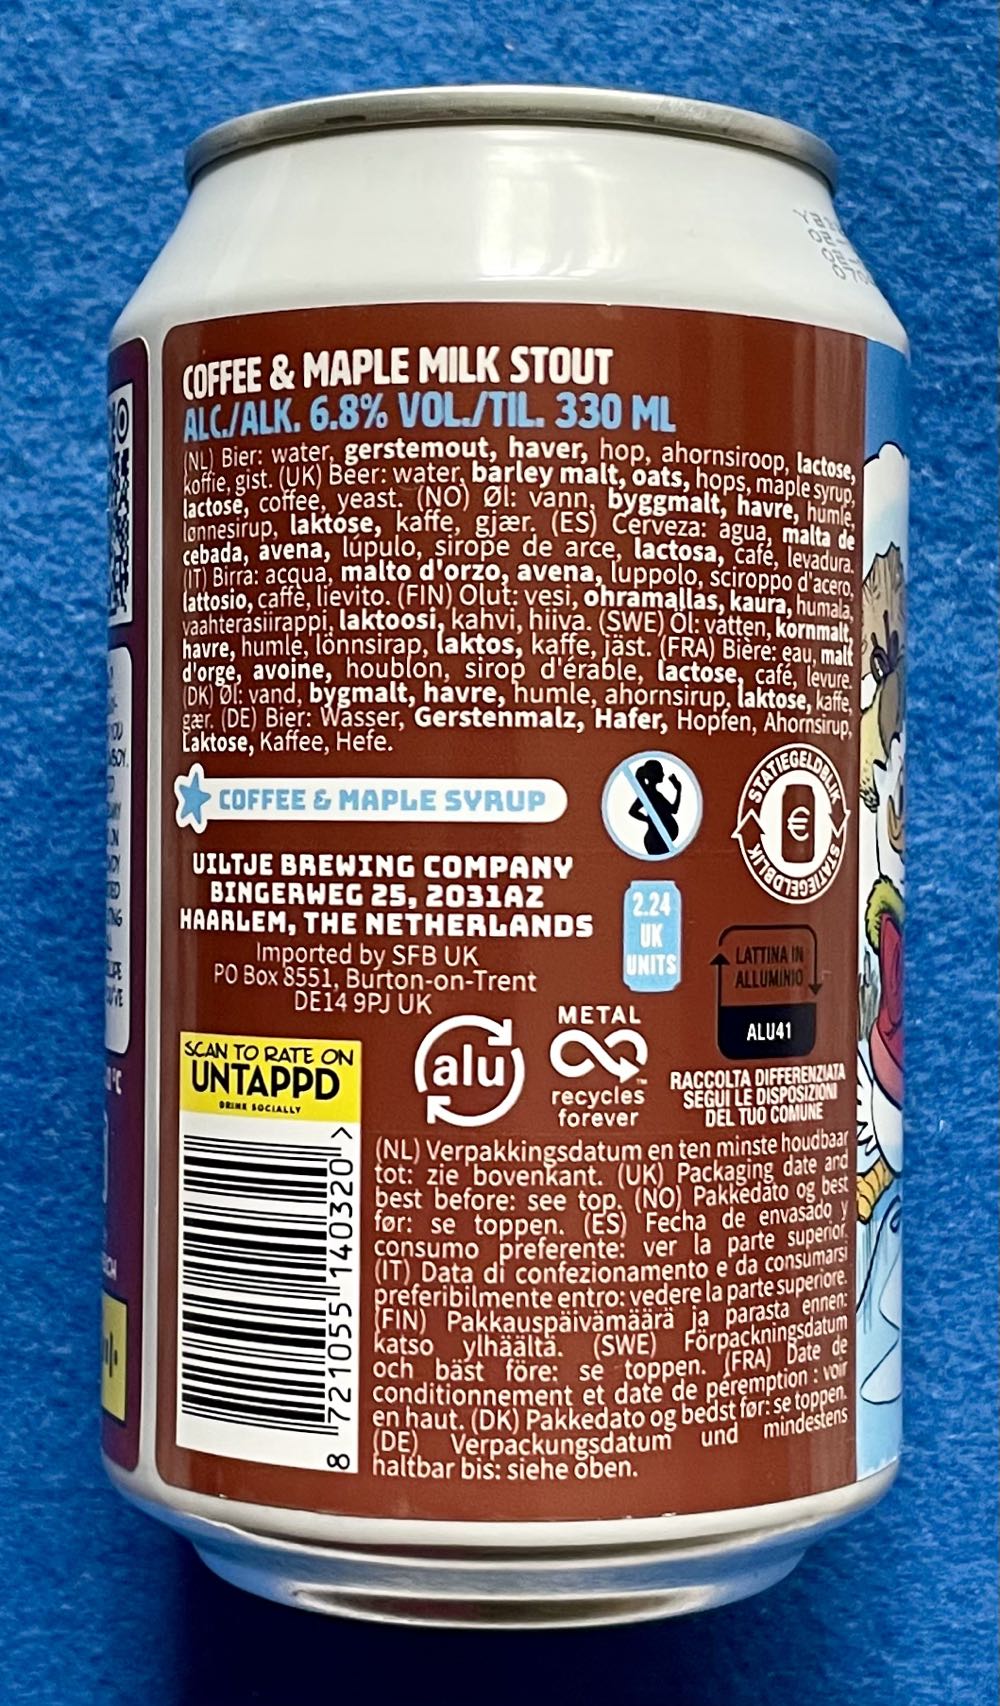 COFFEE & MAPLE MILK STOUT
ALC./ALK. 6.8% VOL./TIL. 330 ML
(NL) Bier: water, gerstemout, haver, hop, ahornsiroop, lactose,
koffie, gist. (UK) Beer: water, barley malt, oats, hops, maple syrup,
lactose, coffee, yeast. (NO) Øl: vann, byggmalt, havre, humle,
lønnesirup, laktose, kaffe, gjær. (ES) Cerveza: agua, malta de
cebada, avena, lúpulo, sirope de arce, lactosa, café, levadura.
(IT) Birra: acqua, malto d'orzo, avena, luppolo, sciroppo d'acero,
lattosio, caffè, lievito. (FIN) Olut: vesi, ohramallas, kaura, humala,
vaahterasiirappi, laktoosi, kahvi, hiiva. (SWE) Öl: vatten, kornmalt,
havre, humle, lönnsirap, laktos, kaffe, jäst. (FRA) Bière: eau, malt
d'orge, avoine, houblon, sirop d'érable, lactose, café, levure.
(DK) Øl: vand, bygmalt, havre, humle, ahornsirup, laktose, kaffe,
gær. (DE) Bier: Wasser, Gerstenmalz, Hafer, Hopfen, Ahornsirup,
Laktose, Kaffee, Hefe.
COFFEE & MAPLE SYRUP
STATIEGELDBLIK
€
STATIEGELDBLIK
UILTJE BREWING COMPANY
BINGERWEG 25, 2031AZ
HAARLEM, THE NETHERLANDS
Imported by SFB UK
PO Box 8551, Burton-on-Trent
DE14 9PJ UK
2.24
UK
UNITS
LATTINA IN
ALLUMINIO
ALU41
RACCOLTA DIFFERENZIATA
SEGUI LE DISPOSIZIONI
DEL TUO COMUNE
alu
METAL
recycles
forever
™
SCAN TO RATE ON
UNTAPPD
DRINK SOCIALLY
8 721055 140320 >
(NL) Verpakkingsdatum en ten minste houdbaar
tot: zie bovenkant. (UK) Packaging date and
best before: see top. (NO) Pakkedato og best
før: se toppen. (ES) Fecha de envasado y
consumo preferente: ver la parte superior.
(IT) Data di confezionamento e da consumarsi
preferibilmente entro: vedere la parte superiore.
(FIN) Pakkauspäivämäärä ja parasta ennen:
katso ylhäältä. (SWE) Förpackningsdatum
och bäst före: se toppen. (FRA) Date de
conditionnement et date de péremption : voir
en haut. (DK) Pakkedato og bedst før: se toppen.
(DE) Verpackungsdatum und mindestens
haltbar bis: siehe oben.